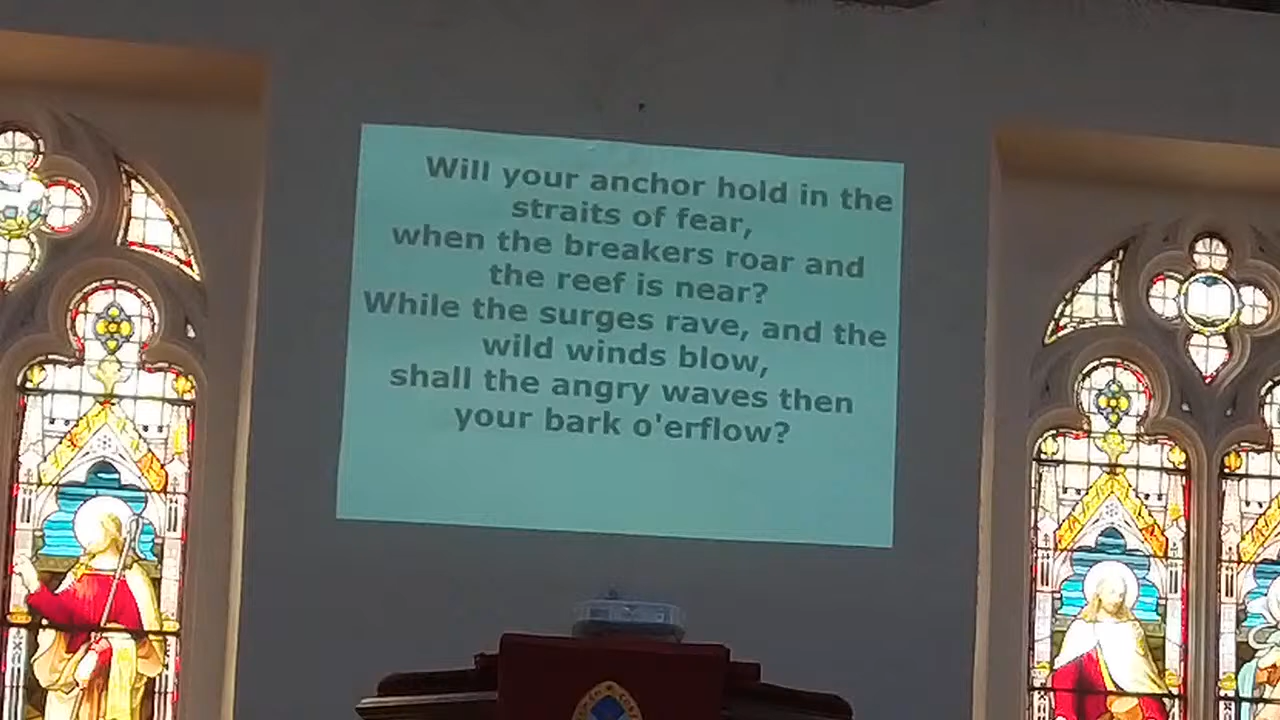 Will your anchor hold in the
straits of fear,
when the breakers roar and
the reef is near?
While the surges rave, and the
wild winds blow,
shall the angry waves then
your bark o'erflow?